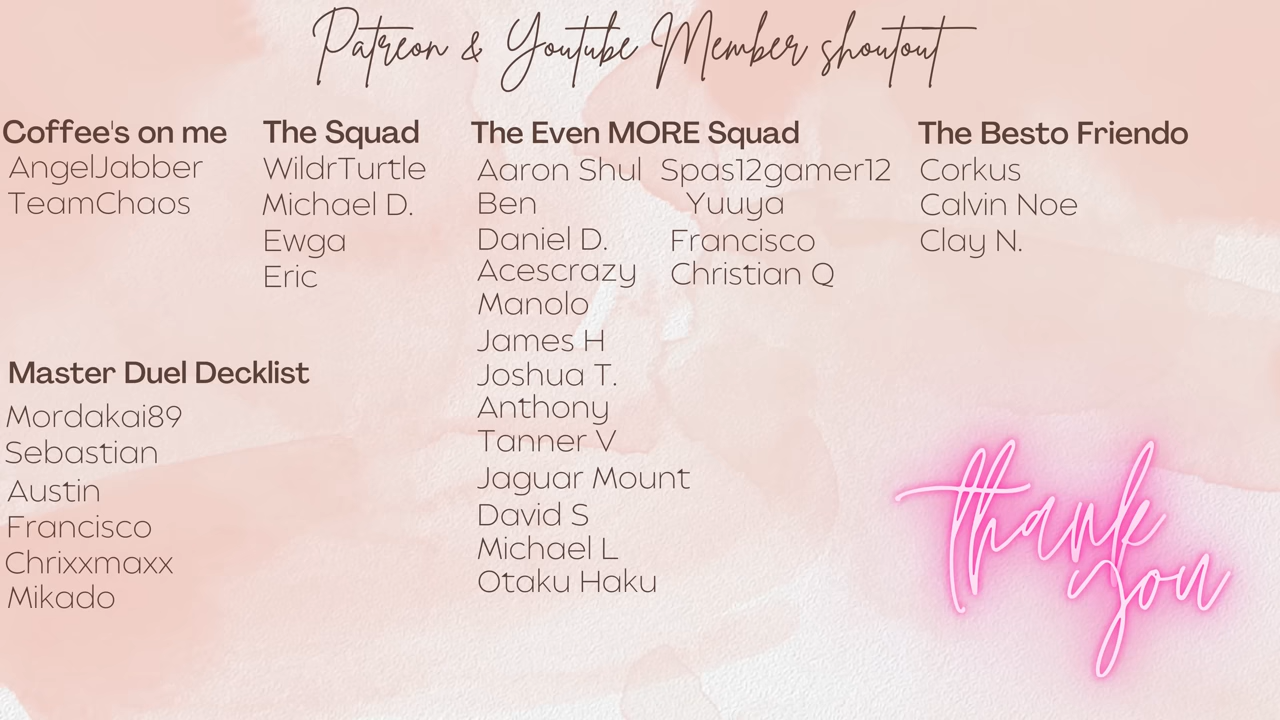 Patreon & Youtube Member shoutout
Coffee's on me
AngelJabber
TeamChaos
The Squad
WildrTurtle
Michael D.
Ewga
Eric
The Even MORE Squad
Aaron Shul
Ben
Daniel D.
Acescrazy
Manolo
James H
Joshua T.
Anthony
Tanner V
Jaguar Mount
David S
Michael L
Otaku Haku
Spas12gamer12
Yuuya
Francisco
Christian Q
The Besto Friendo
Corkus
Calvin Noe
Clay N.
Master Duel Decklist
Mordakai89
Sebastian
Austin
Francisco
Chrixxmaxx
Mikado
thank
you